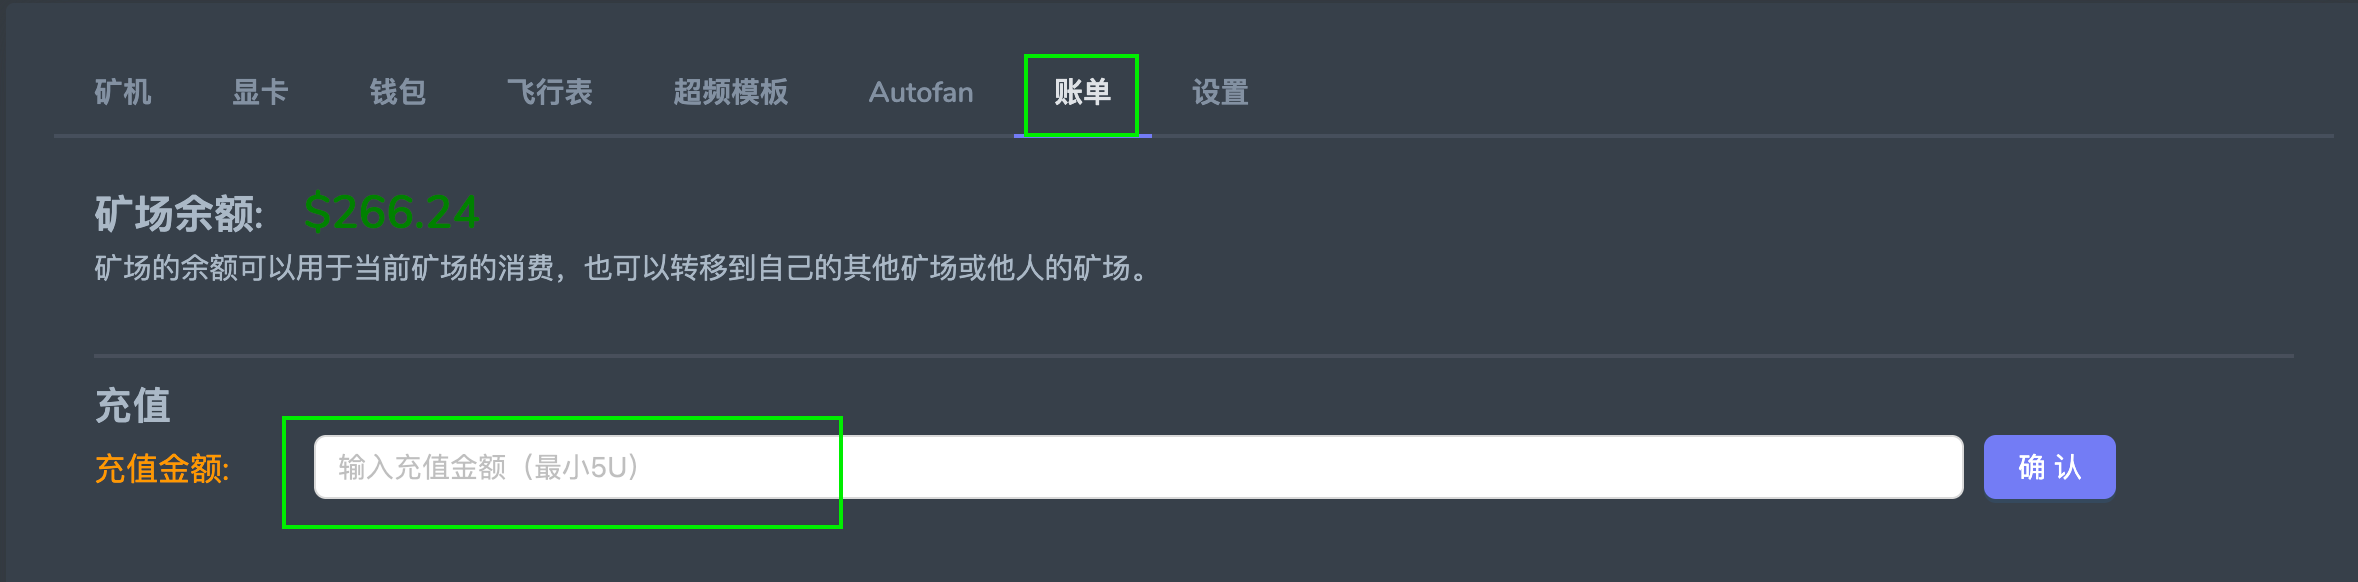 矿机 显卡 钱包 飞行表 超频模板 Autofan 账单 设置
矿场余额: $266.24
矿场的余额可以用于当前矿场的消费，也可以转移到自己的其他矿场或他人的矿场。
充值
充值金额: 输入充值金额（最小5U） 确 认